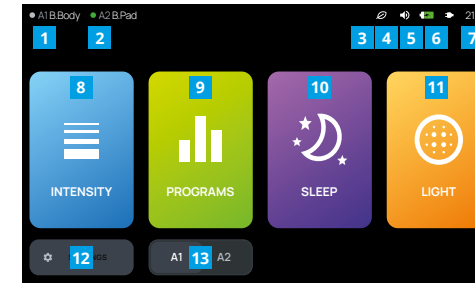 A1 B.Body A2 B.Pad 21
1 2 3 4 5 6 7
8 9 10 11
INTENSITY PROGRAMS SLEEP LIGHT
12 A1 13 A2